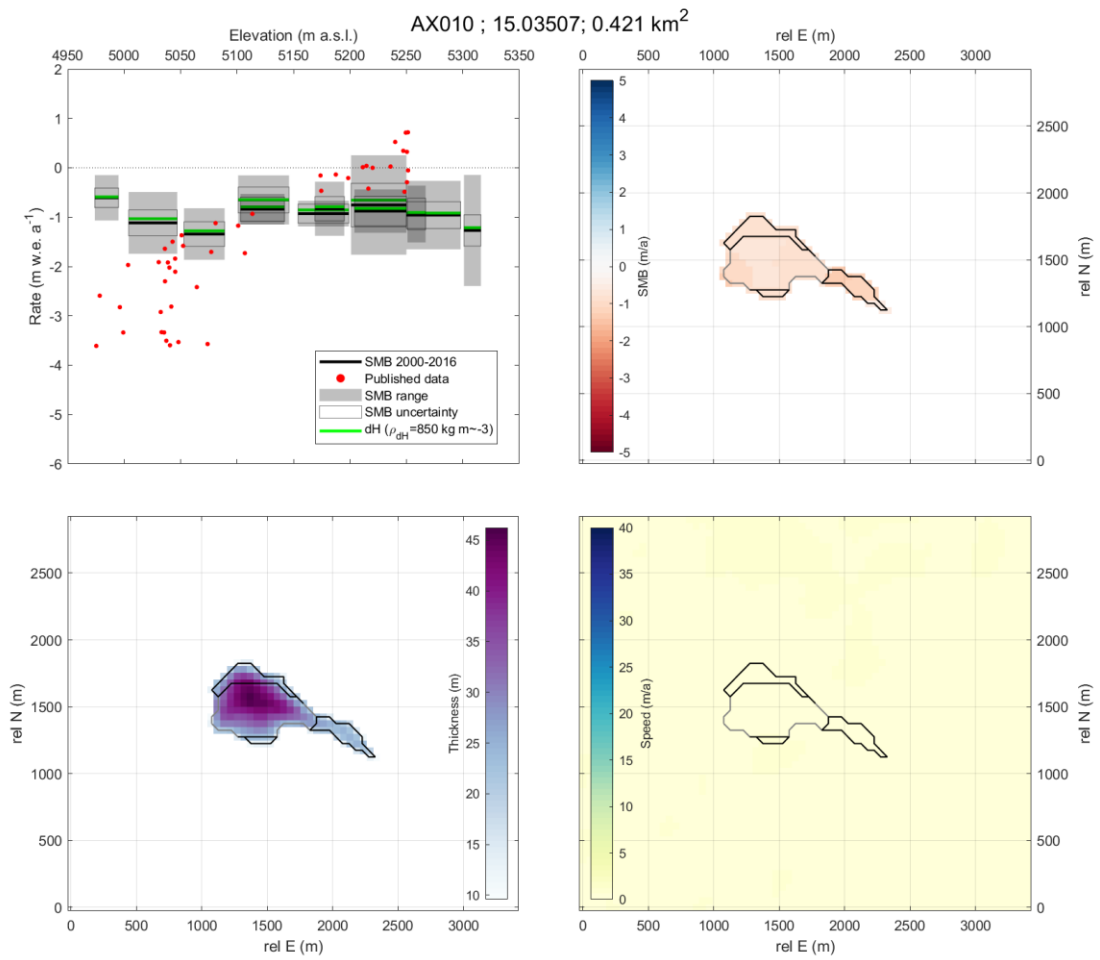 AX010 ; 15.03507; 0.421 km²
Elevation (m a.s.l.)
4950 5000 5050 5100 5150 5200 5250 5300 5350
2
1
0
-1
-2
-3
-4
-5
-6
Rate (m w.e. a⁻¹)
SMB 2000-2016
Published data
SMB range
SMB uncertainty
dH (ρdH=850 kg m~-3)
rel E (m)
0 500 1000 1500 2000 2500 3000
5
4
3
2
1
0
-1
-2
-3
-4
-5
SMB (m/a)
2500
2000
1500
1000
500
0
rel N (m)
2500
2000
1500
1000
500
0
rel N (m)
45
40
35
30
25
20
15
10
Thickness (m)
0 500 1000 1500 2000 2500 3000
rel E (m)
40
35
30
25
20
15
10
5
0
Speed (m/a)
2500
2000
1500
1000
500
0
rel N (m)
0 500 1000 1500 2000 2500 3000
rel E (m)